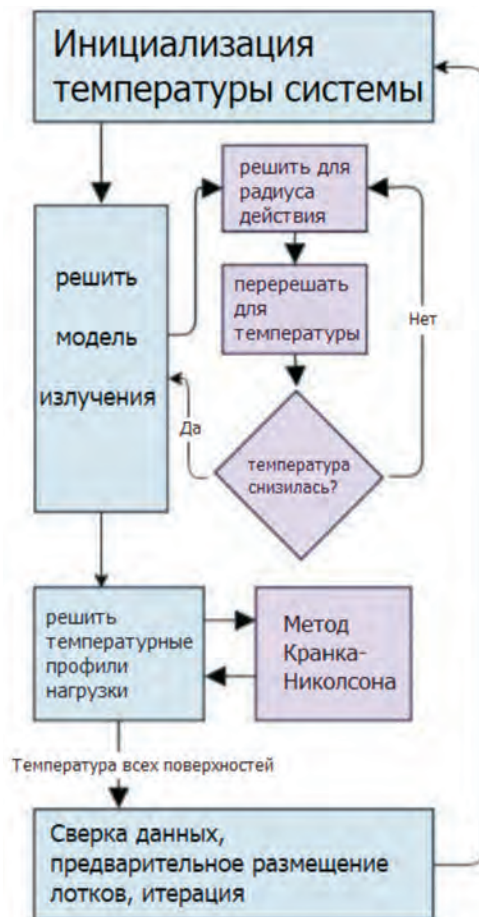 Инициализация
температуры системы
решить для
радиуса
действия
решить
модель
излучения
перерешать
для
температуры
Нет
Да
температура
снизилась?
решить
температурные
профили
нагрузки
Метод
Кранка-
Николсона
Температура всех поверхностей
Сверка данных,
предварительное размещение
лотков, итерация